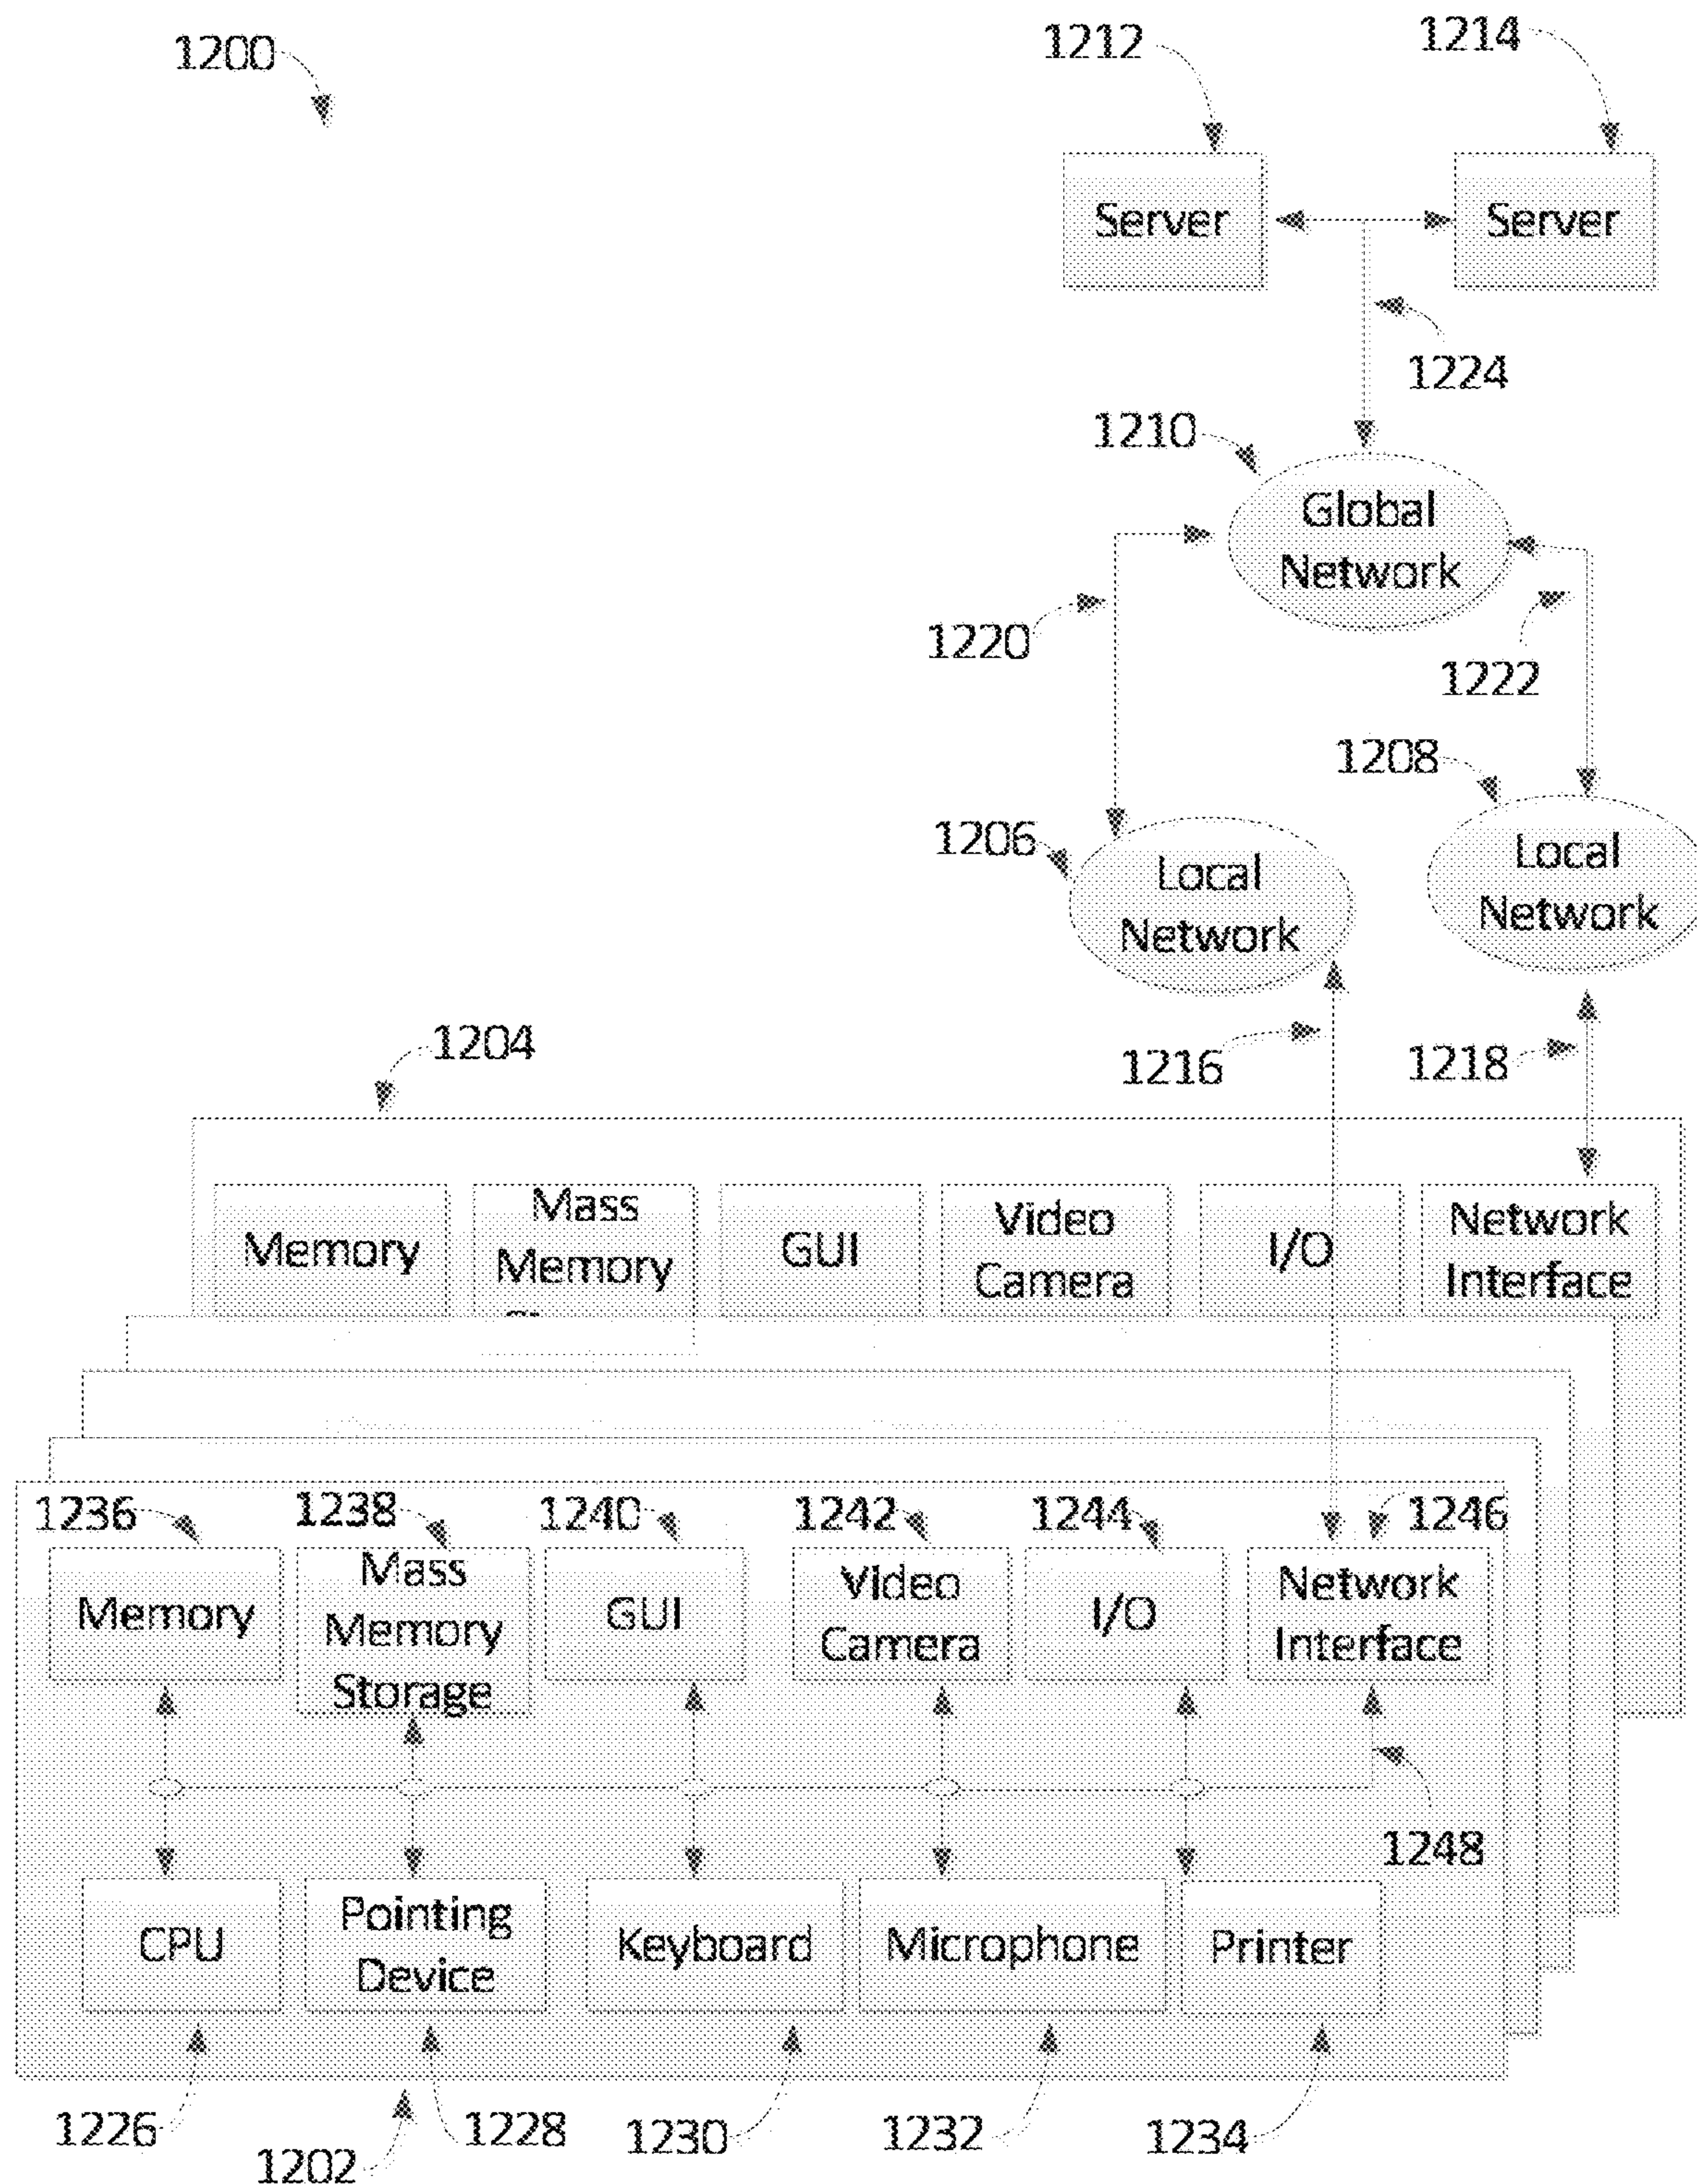 1200
1212
1214
Server
Server
1224
1210
Global
Network
1220
1222
1208
1206
Local
Network
Local
Network
1204
1216
1218
Memory
Mass
Memory
GUI
Video
Camera
I/O
Network
Interface
1236
1238
1240
1242
1244
1246
Memory
Mass
Memory
Storage
GUI
Video
Camera
I/O
Network
Interface
1248
CPU
Pointing
Device
Keyboard
Microphone
Printer
1226
1202
1228
1230
1232
1234